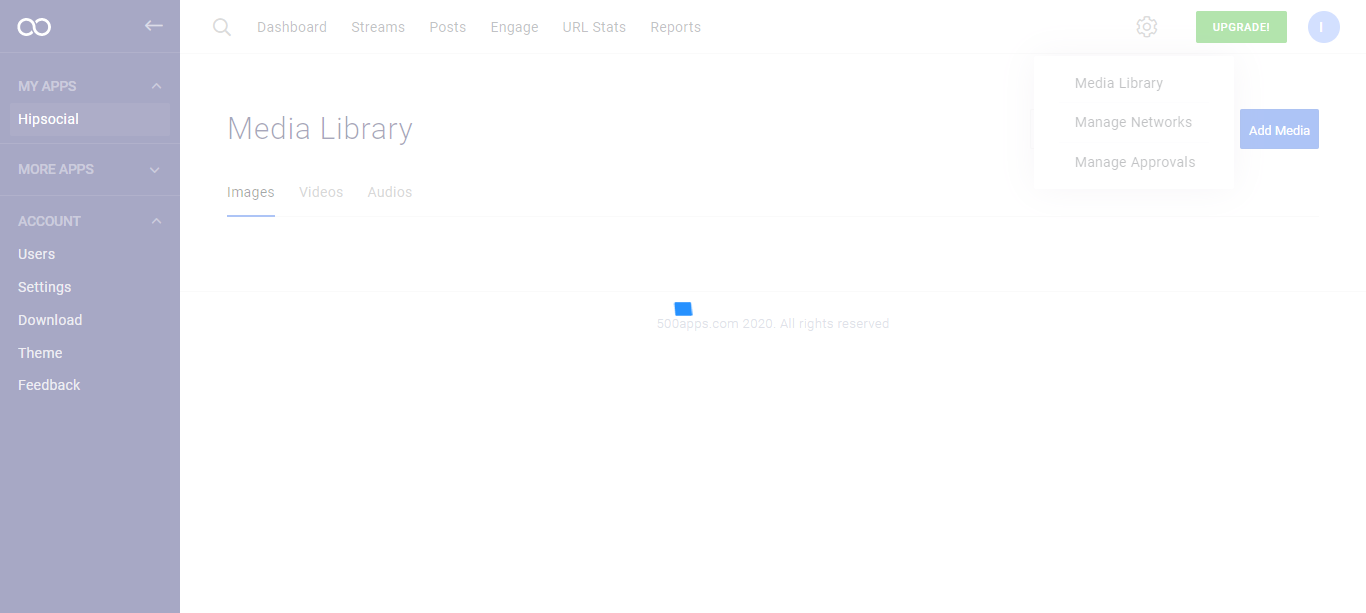 Dashboard Streams Posts Engage URL Stats Reports UPGRADE! I
MY APPS
Hipsocial
MORE APPS
ACCOUNT
Users
Settings
Download
Theme
Feedback
Media Library
Manage Networks
Manage Approvals
Media Library
Add Media
Images Videos Audios
500apps.com 2020. All rights reserved